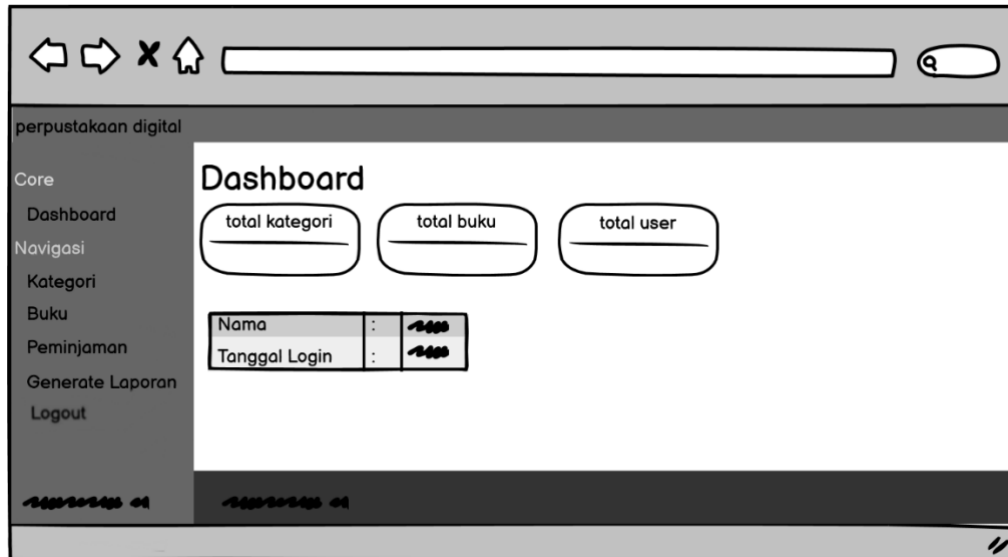 perpustakaan digital
Core
Dashboard
Navigasi
Kategori
Buku
Peminjaman
Generate Laporan
Logout
Dashboard
total kategori
total buku
total user
Nama :
Tanggal Login :